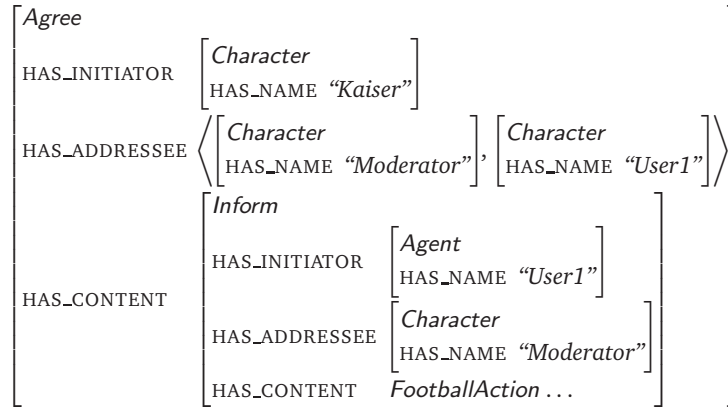 Agree
HAS_INITIATOR
Character
HAS_NAME “Kaiser”
HAS_ADDRESSEE
Character
HAS_NAME “Moderator”
,
Character
HAS_NAME “User1”
HAS_CONTENT
Inform
HAS_INITIATOR
Agent
HAS_NAME “User1”
HAS_ADDRESSEE
Character
HAS_NAME “Moderator”
HAS_CONTENT FootballAction ...